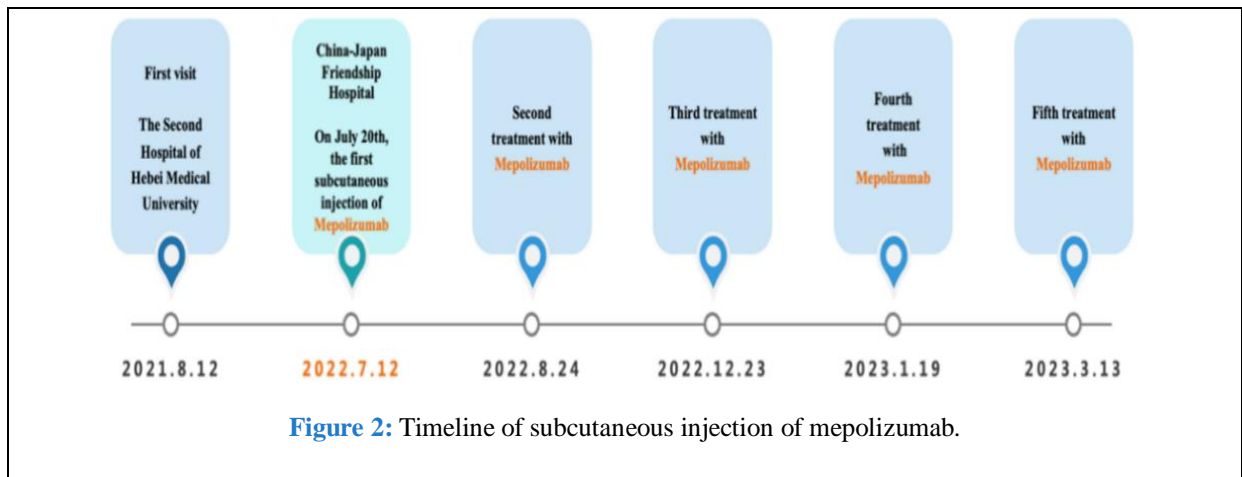 First visit
The Second
Hospital of
Hebei Medical
University
China-Japan
Friendship
Hospital
On July 20th,
the first
subcutaneous
injection of
Mepolizumab
Second
treatment with
Mepolizumab
Third treatment
with
Mepolizumab
Fourth
treatment
with
Mepolizumab
Fifth treatment
with
Mepolizumab
2021.8.12
2022.7.12
2022.8.24
2022.12.23
2023.1.19
2023.3.13
Figure 2: Timeline of subcutaneous injection of mepolizumab.